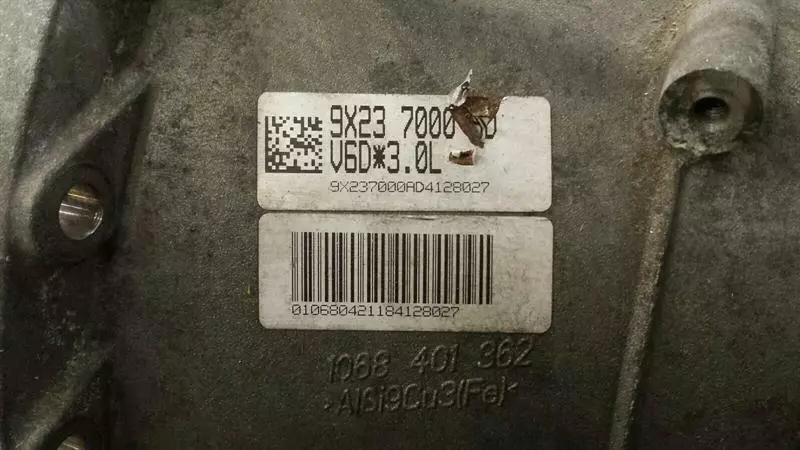 9X23 7000 D
V6D*3.0L
9X237000AD4128027
010680421184128027
1068 401 362
>AlSi9Cu3(Fe)<